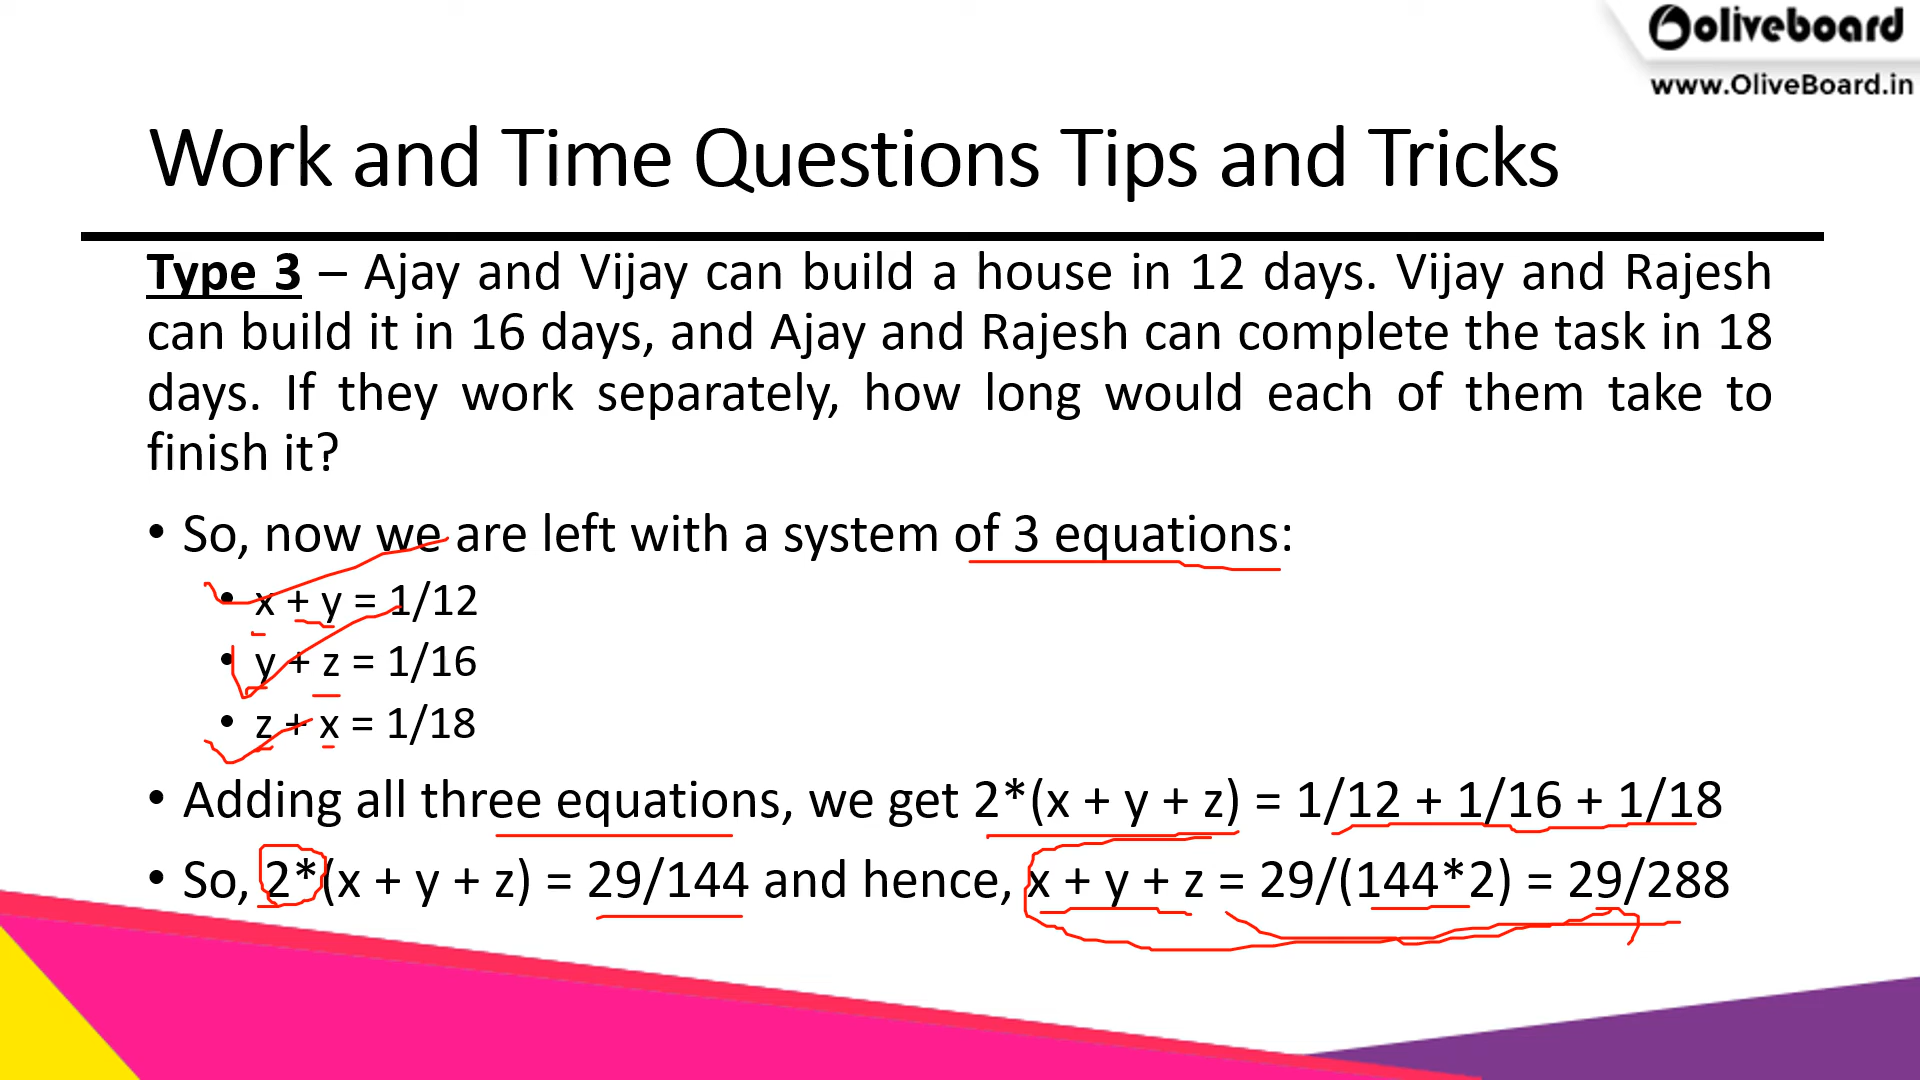 oliveboard
www.OliveBoard.in
Work and Time Questions Tips and Tricks
Type 3 – Ajay and Vijay can build a house in 12 days. Vijay and Rajesh
can build it in 16 days, and Ajay and Rajesh can complete the task in 18
days. If they work separately, how long would each of them take to
finish it?
• So, now we are left with a system of 3 equations:
• x + y = 1/12
• y + z = 1/16
• z + x = 1/18
• Adding all three equations, we get 2*(x + y + z) = 1/12 + 1/16 + 1/18
• So, 2*(x + y + z) = 29/144 and hence, x + y + z = 29/(144*2) = 29/288